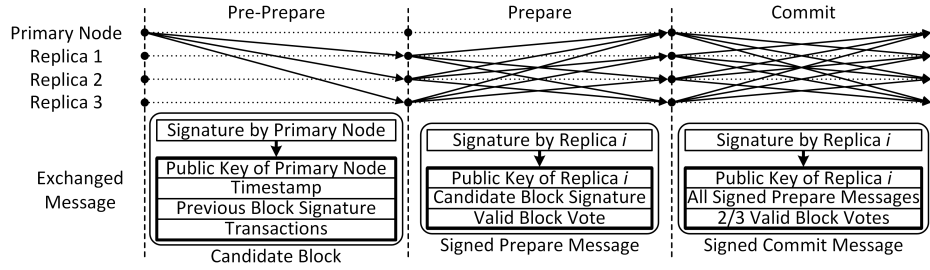 Pre-Prepare
Prepare
Commit
Primary Node
Replica 1
Replica 2
Replica 3
Exchanged
Message
Signature by Primary Node
Public Key of Primary Node
Timestamp
Previous Block Signature
Transactions
Candidate Block
Signature by Replica i
Public Key of Replica i
Candidate Block Signature
Valid Block Vote
Signed Prepare Message
Signature by Replica i
Public Key of Replica i
All Signed Prepare Messages
2/3 Valid Block Votes
Signed Commit Message